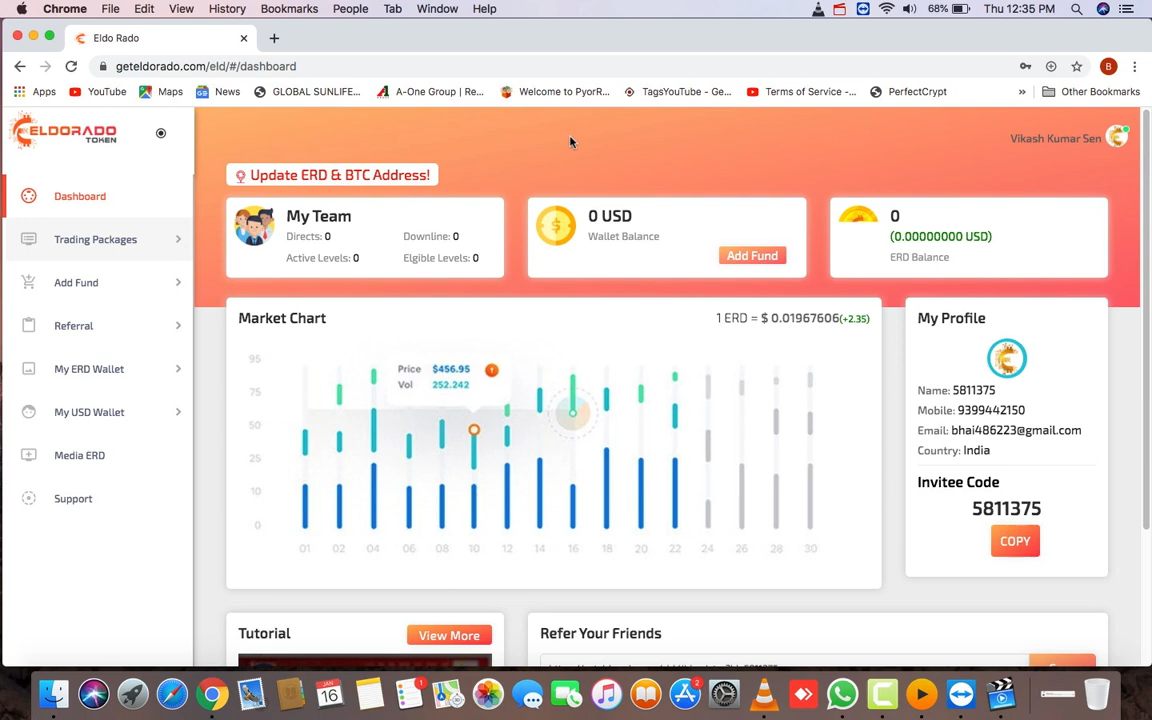 Chrome File Edit View History Bookmarks People Tab Window Help 68% Thu 12:35 PM
Eldo Rado
geteldorado.com/eld/#/dashboard B
Apps YouTube Maps News GLOBAL SUNLIFE... A-One Group | Re... Welcome to PyorR... TagsYouTube - Ge... Terms of Service -... PerfectCrypt » Other Bookmarks
ELDORADO
TOKEN
Vikash Kumar Sen
Update ERD & BTC Address!
Dashboard
Trading Packages
Add Fund
Referral
My ERD Wallet
My USD Wallet
Media ERD
Support
My Team
Directs: 0 Downline: 0
Active Levels: 0 Eligible Levels: 0
0 USD
Wallet Balance
Add Fund
0
(0.00000000 USD)
ERD Balance
Market Chart 1 ERD = $ 0.01967606(+2.35)
95
75
50
25
10
0
Price $456.95
Vol 252.242
01 02 04 06 08 10 12 14 16 18 20 22 24 26 28 30
My Profile
Name: 5811375
Mobile: 9399442150
Email: bhai486223@gmail.com
Country: India
Invitee Code
5811375
COPY
Tutorial View More
Refer Your Friends
JAN
16
1
2